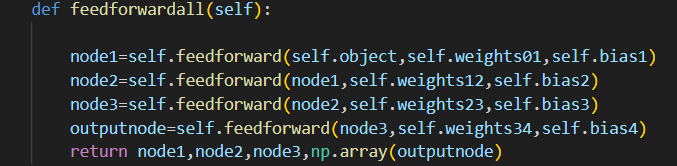 def feedforwardall(self):
node1=self.feedforward(self.object,self.weights01,self.bias1)
node2=self.feedforward(node1,self.weights12,self.bias2)
node3=self.feedforward(node2,self.weights23,self.bias3)
outputnode=self.feedforward(node3,self.weights34,self.bias4)
return node1,node2,node3,np.array(outputnode)